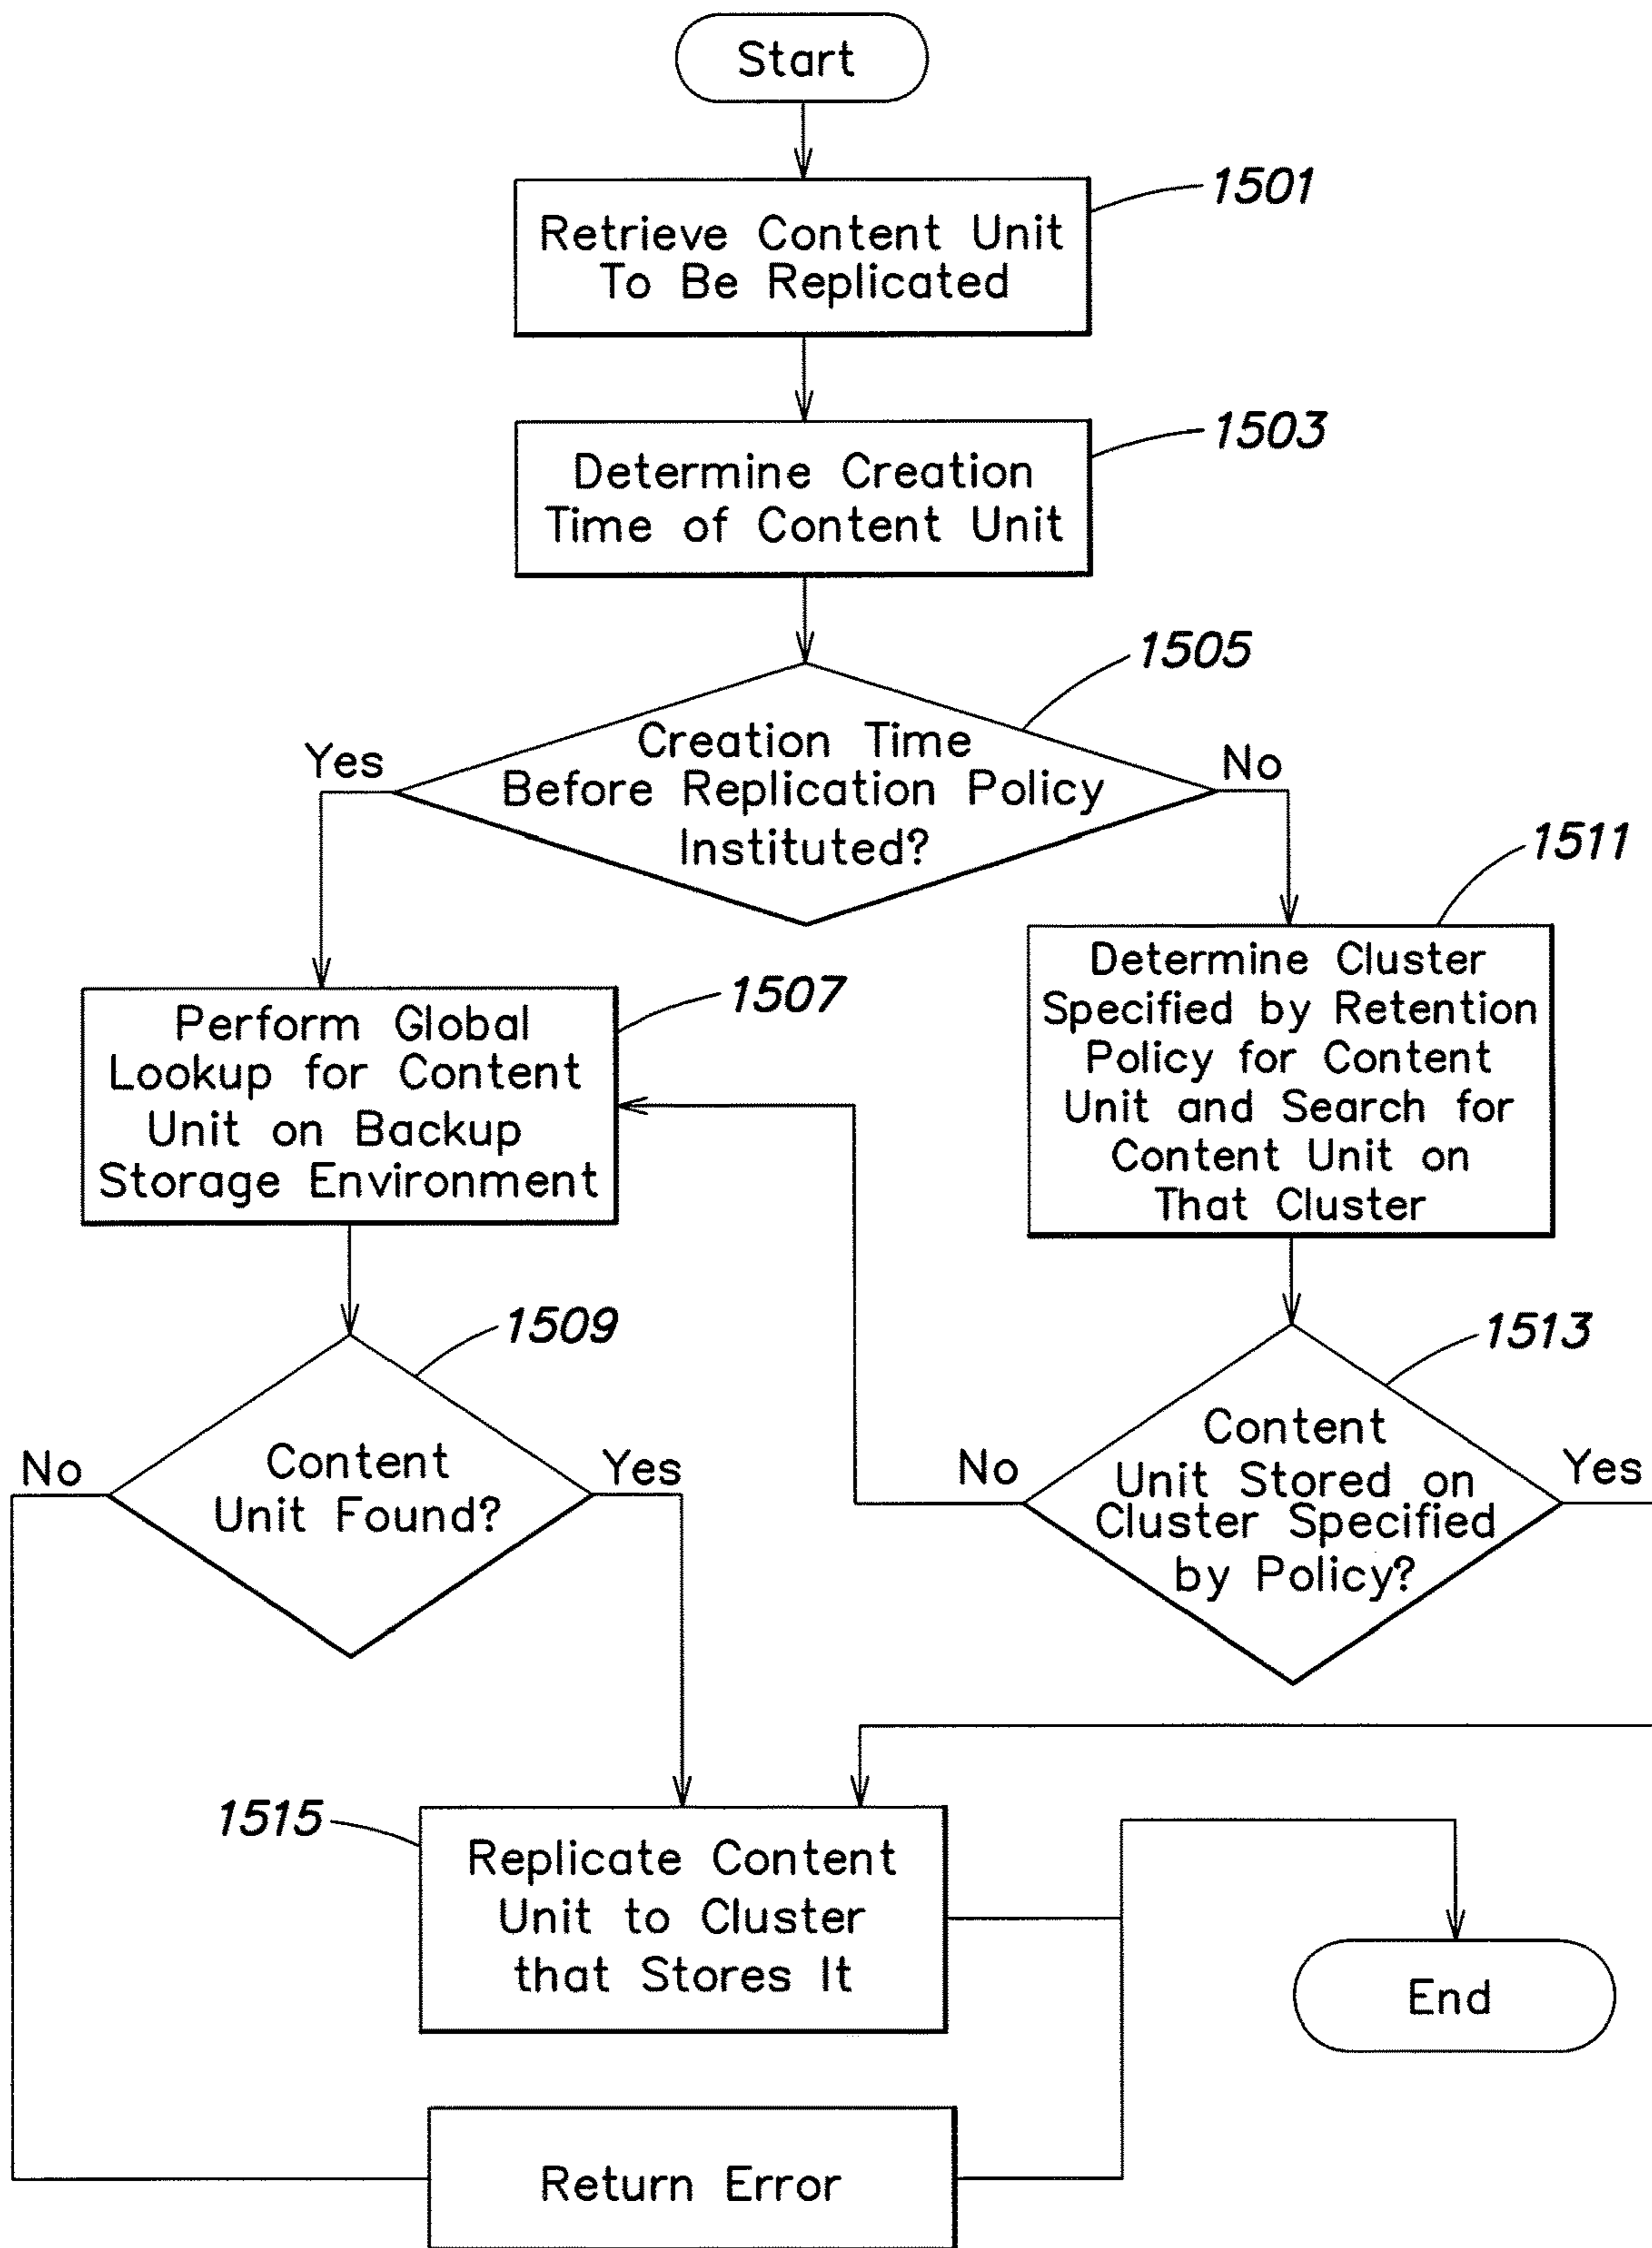 Start
1501
Retrieve Content Unit
To Be Replicated
1503
Determine Creation
Time of Content Unit
1505
Creation Time
Before Replication Policy
Instituted?
Yes
No
1511
Determine Cluster
Specified by Retention
Policy for Content
Unit and Search for
Content Unit on
That Cluster
1507
Perform Global
Lookup for Content
Unit on Backup
Storage Environment
1509
Content
Unit Found?
No
Yes
1513
Content
Unit Stored on
Cluster Specified
by Policy?
No
Yes
1515
Replicate Content
Unit to Cluster
that Stores It
End
Return Error